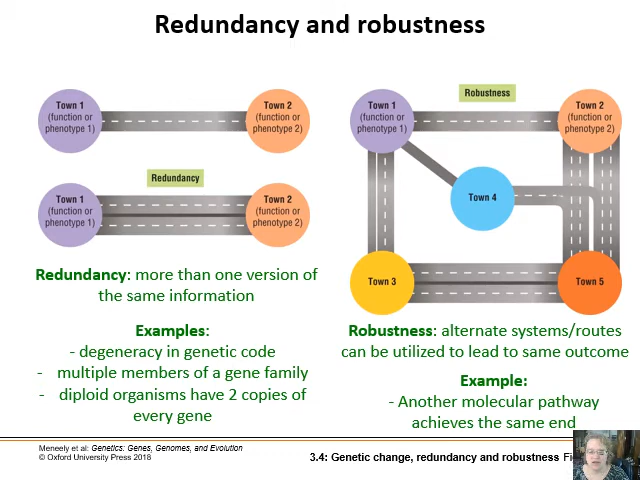 Redundancy and robustness
Town 1
(function or
phenotype 1)
Town 2
(function or
phenotype 2)
Redundancy
Town 1
(function or
phenotype 1)
Town 2
(function or
phenotype 2)
Redundancy: more than one version of
the same information
Examples:
- degeneracy in genetic code
- multiple members of a gene family
- diploid organisms have 2 copies of
every gene
Robustness
Town 1
(function or
phenotype 1)
Town 2
(function or
phenotype 2)
Town 4
Town 3
Town 5
Robustness: alternate systems/routes
can be utilized to lead to same outcome
Example:
- Another molecular pathway
achieves the same end
Meneely et al: Genetics: Genes, Genomes, and Evolution
© Oxford University Press 2018
3.4: Genetic change, redundancy and robustness